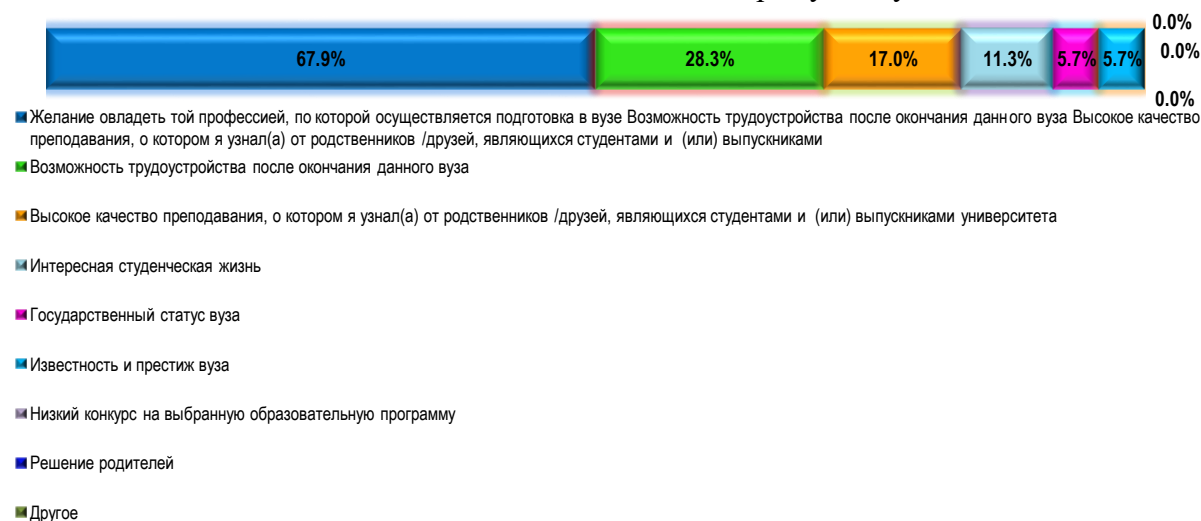 0.0%
67.9% 28.3% 17.0% 11.3% 5.7% 5.7% 0.0%
0.0%
Желание овладеть той профессией, по которой осуществляется подготовка в вузе Возможность трудоустройства после окончания данного вуза Высокое качество
преподавания, о котором я узнал(а) от родственников /друзей, являющихся студентами и (или) выпускниками
Возможность трудоустройства после окончания данного вуза
Высокое качество преподавания, о котором я узнал(а) от родственников /друзей, являющихся студентами и (или) выпускниками университета
Интересная студенческая жизнь
Государственный статус вуза
Известность и престиж вуза
Низкий конкурс на выбранную образовательную программу
Решение родителей
Другое